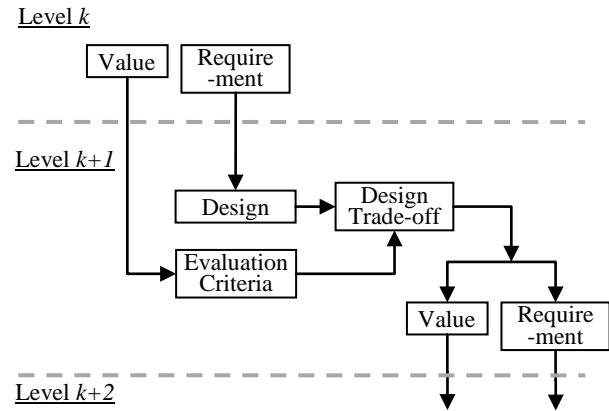 Level k
Value
Require
-ment
Level k+1
Design
Design
Trade-off
Evaluation
Criteria
Value
Require
-ment
Level k+2